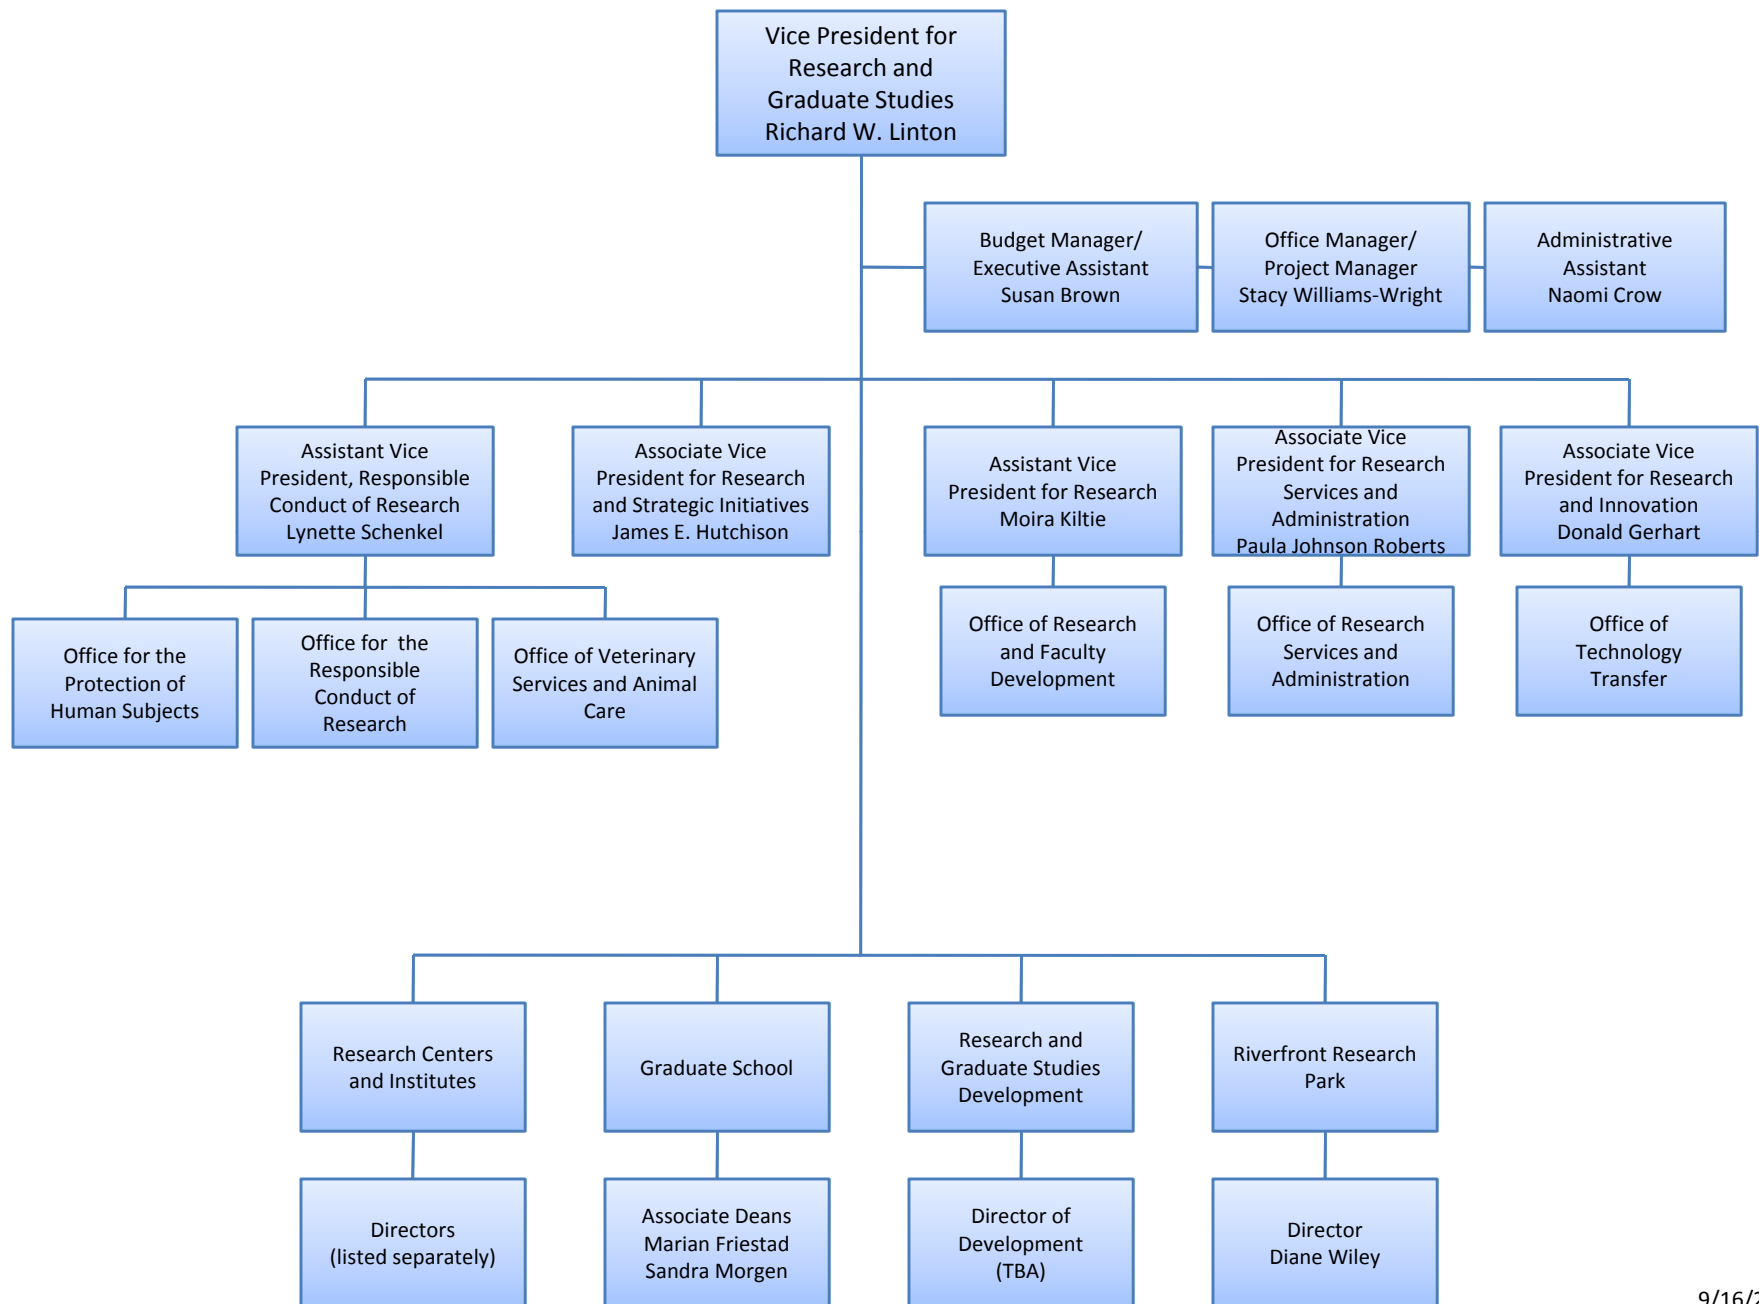 Vice President for
Research and
Graduate Studies
Richard W. Linton
Budget Manager/
Executive Assistant
Susan Brown
Office Manager/
Project Manager
Stacy Williams-Wright
Administrative
Assistant
Naomi Crow
Assistant Vice
President, Responsible
Conduct of Research
Lynette Schenkel
Associate Vice
President for Research
and Strategic Initiatives
James E. Hutchison
Assistant Vice
President for Research
Moira Kiltie
Associate Vice
President for Research
Services and
Administration
Paula Johnson Roberts
Associate Vice
President for Research
and Innovation
Donald Gerhart
Office for the
Protection of
Human Subjects
Office for the
Responsible
Conduct of
Research
Office of Veterinary
Services and Animal
Care
Office of Research
and Faculty
Development
Office of Research
Services and
Administration
Office of
Technology
Transfer
Research Centers
and Institutes
Graduate School
Research and
Graduate Studies
Development
Riverfront Research
Park
Directors
(listed separately)
Associate Deans
Marian Friestad
Sandra Morgen
Director of
Development
(TBA)
Director
Diane Wiley
9/16/